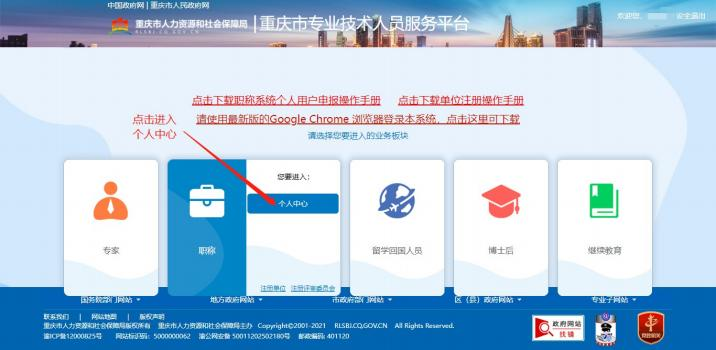 中国政府网 | 重庆市人民政府网
重庆市人力资源和社会保障局
RLSBJ.CQ.GOV.CN
重庆市专业技术人员服务平台
欢迎您, 安全退出
点击下载职称系统个人用户申报操作手册 点击下载单位注册操作手册
请使用最新版的Google Chrome 浏览器登录本系统，点击这里可下载
点击进入
个人中心
请选择您要进入的业务板块
您要进入：
个人中心
专家
职称
留学回国人员
博士后
继续教育
注册单位 注册评审委员会
国务院部门网站 地方政府网站 市政府部门网站 区（县）政府网站 专业子网站
联系我们 | 网站地图 | 版权声明
重庆市人力资源和社会保障局版权所有 重庆市人力资源和社会保障局主办 Copyright©2001-2021 RLSBJ.CQ.GOV.CN All Rights Reserved.
渝ICP备12000825号 网站标识码：5000000062 渝公网安备 50011202502180号 邮政编码: 401120
政府网站
找错